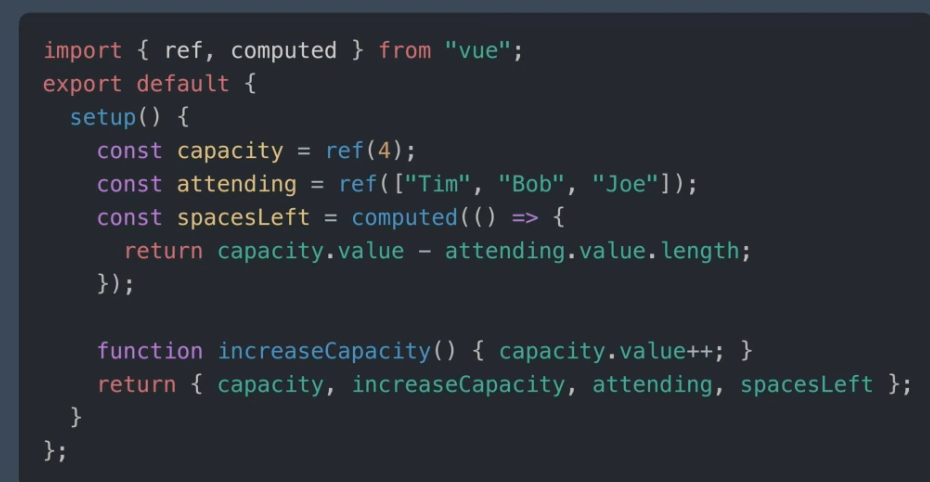 import { ref, computed } from "vue";
export default {
  setup() {
    const capacity = ref(4);
    const attending = ref(["Tim", "Bob", "Joe"]);
    const spacesLeft = computed(() => {
      return capacity.value - attending.value.length;
    });

    function increaseCapacity() { capacity.value++; }
    return { capacity, increaseCapacity, attending, spacesLeft };
  }
};